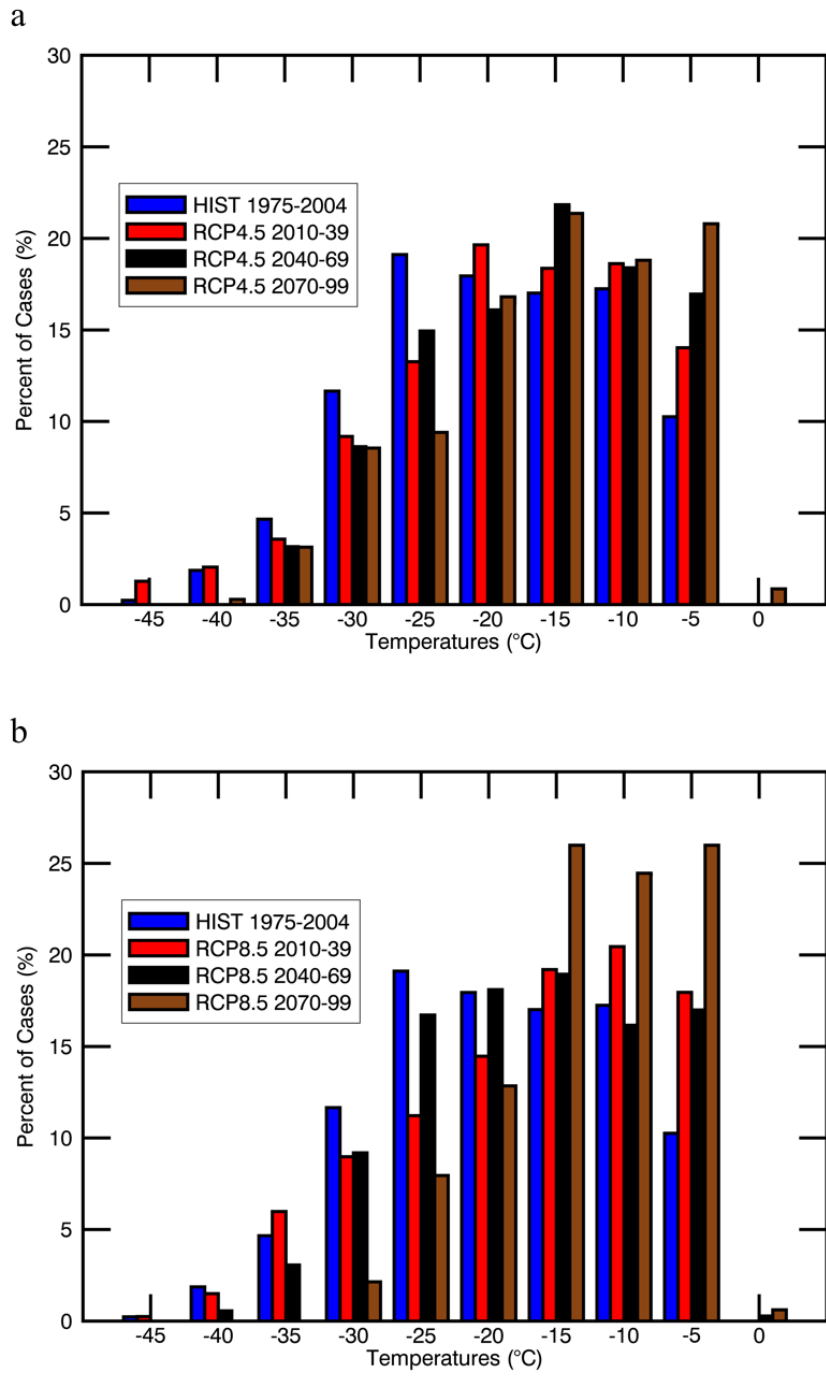 a
30
25
20
15
10
5
0
Percent of Cases (%)
HIST 1975-2004
RCP4.5 2010-39
RCP4.5 2040-69
RCP4.5 2070-99
-45 -40 -35 -30 -25 -20 -15 -10 -5 0
Temperatures (°C)
b
30
25
20
15
10
5
0
Percent of Cases (%)
HIST 1975-2004
RCP8.5 2010-39
RCP8.5 2040-69
RCP8.5 2070-99
-45 -40 -35 -30 -25 -20 -15 -10 -5 0
Temperatures (°C)